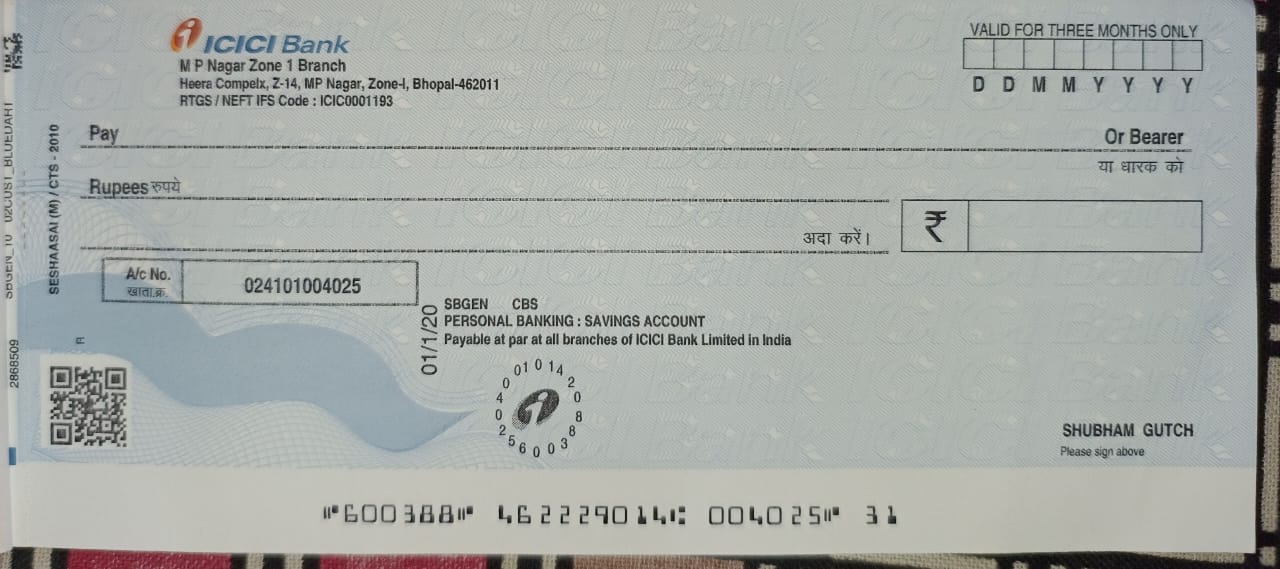 ICICI Bank
M P Nagar Zone 1 Branch
Heera Compelx, Z-14, MP Nagar, Zone-I, Bhopal-462011
RTGS / NEFT IFS Code : ICIC0001193
VALID FOR THREE MONTHS ONLY
D D M M Y Y Y Y
Pay
Or Bearer
या धारक को
Rupees रुपये
अदा करें।
₹
A/c No.
खाता.क्र.
024101004025
SBGEN CBS
PERSONAL BANKING : SAVINGS ACCOUNT
Payable at par at all branches of ICICI Bank Limited in India
01/1/20
SESHAASAI (M) / CTS - 2010
2868509
SHUBHAM GUTCH
Please sign above
⑈600388⑈ 462229014⑆ 004025⑈ 31